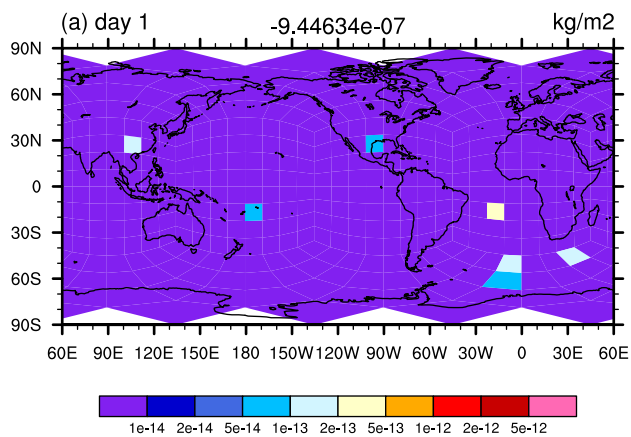 (a) day 1 -9.44634e-07 kg/m2
90N
60N
30N
0
30S
60S
90S
60E 90E 120E 150E 180 150W 120W 90W 60W 30W 0 30E 60E
1e-14 2e-14 5e-14 1e-13 2e-13 5e-13 1e-12 2e-12 5e-12